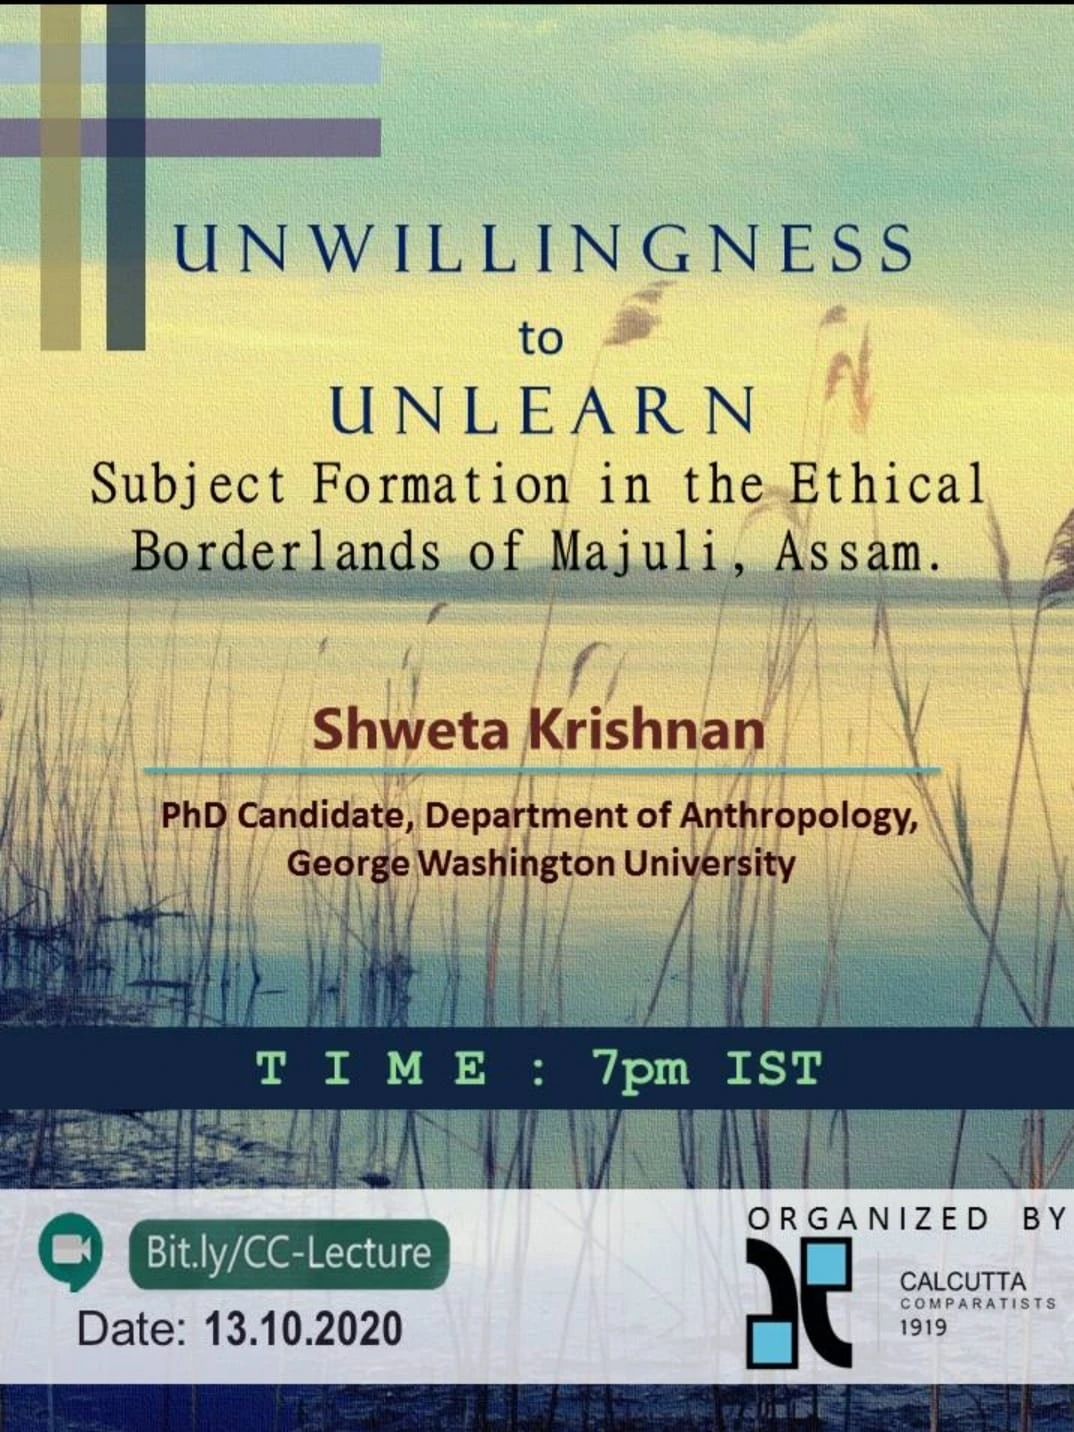 UNWILLINGNESS
to
UNLEARN
Subject Formation in the Ethical
Borderlands of Majuli, Assam.
Shweta Krishnan
PhD Candidate, Department of Anthropology,
George Washington University
TIME: 7pm IST
Bit.ly/CC-Lecture
Date: 13.10.2020
ORGANIZED BY
CALCUTTA
COMPARATISTS
1919